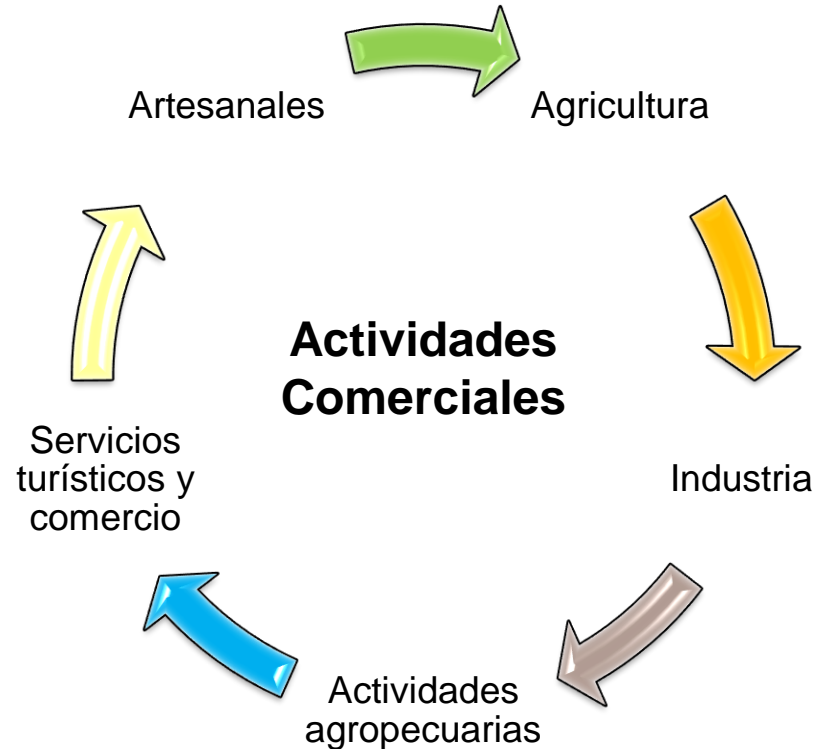 Artesanales
Agricultura
Actividades
Comerciales
Servicios
turísticos y
comercio
Industria
Actividades
agropecuarias